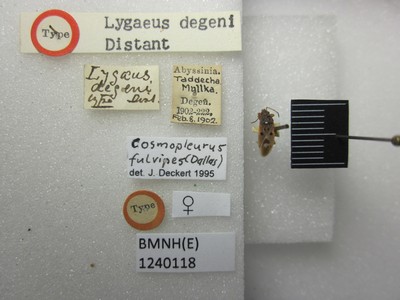 Type
Lygaeus degeni
Distant
Lygaeus
degeni
type Dist.
Abyssinia.
Taddecha
Mullka.
Degen.
1902-222.
Feb. 8. 1902.
Cosmopleurus
fulvipes (Dallas)
det. J. Deckert 1995
Type
♀
BMNH(E)
1240118